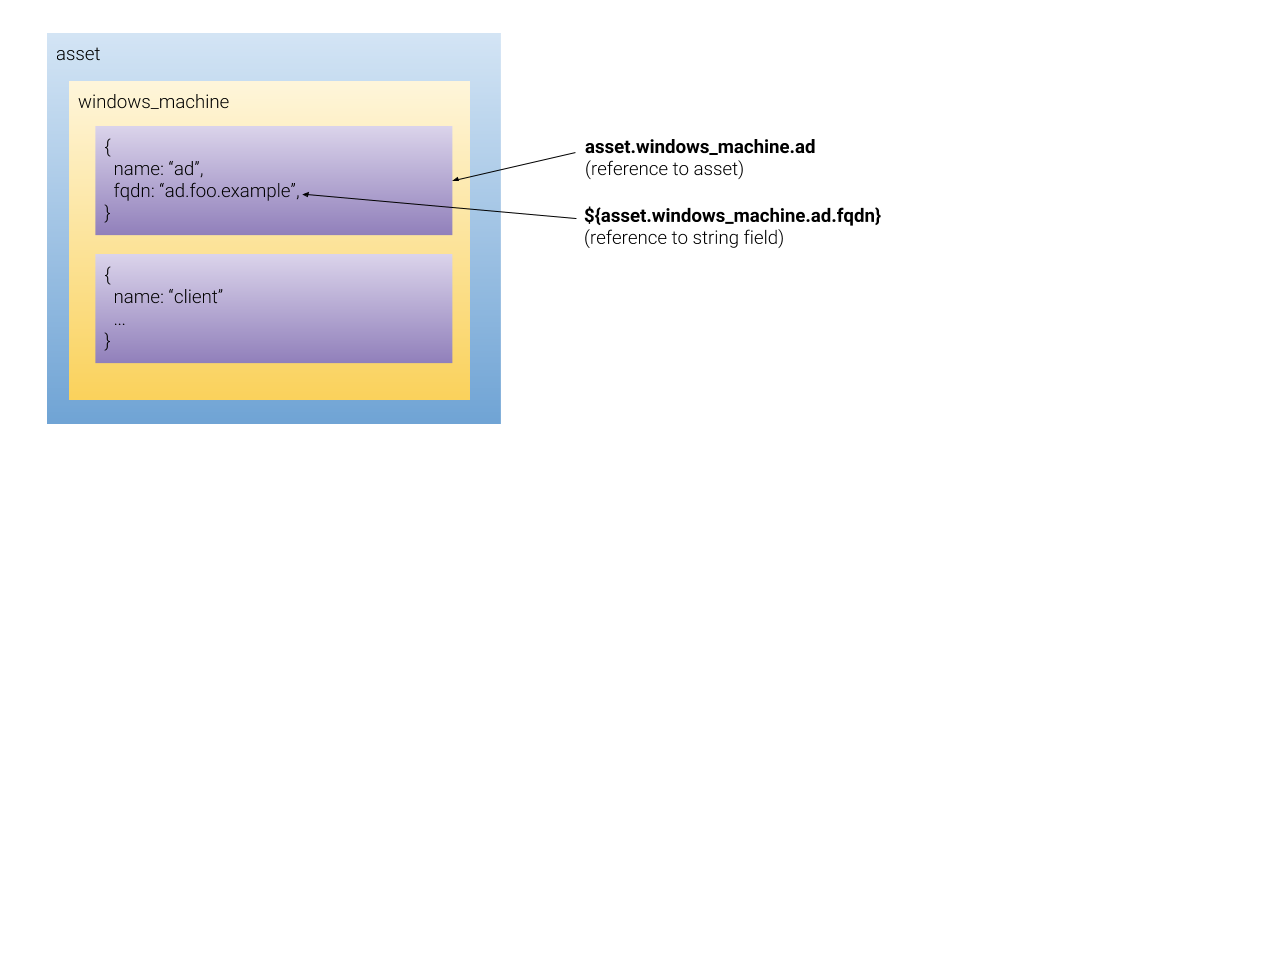 asset
windows_machine
{
name: “ad”,
fqdn: “ad.foo.example”,
}
{
name: “client”
...
}
asset.windows_machine.ad
(reference to asset)
${asset.windows_machine.ad.fqdn}
(reference to string field)